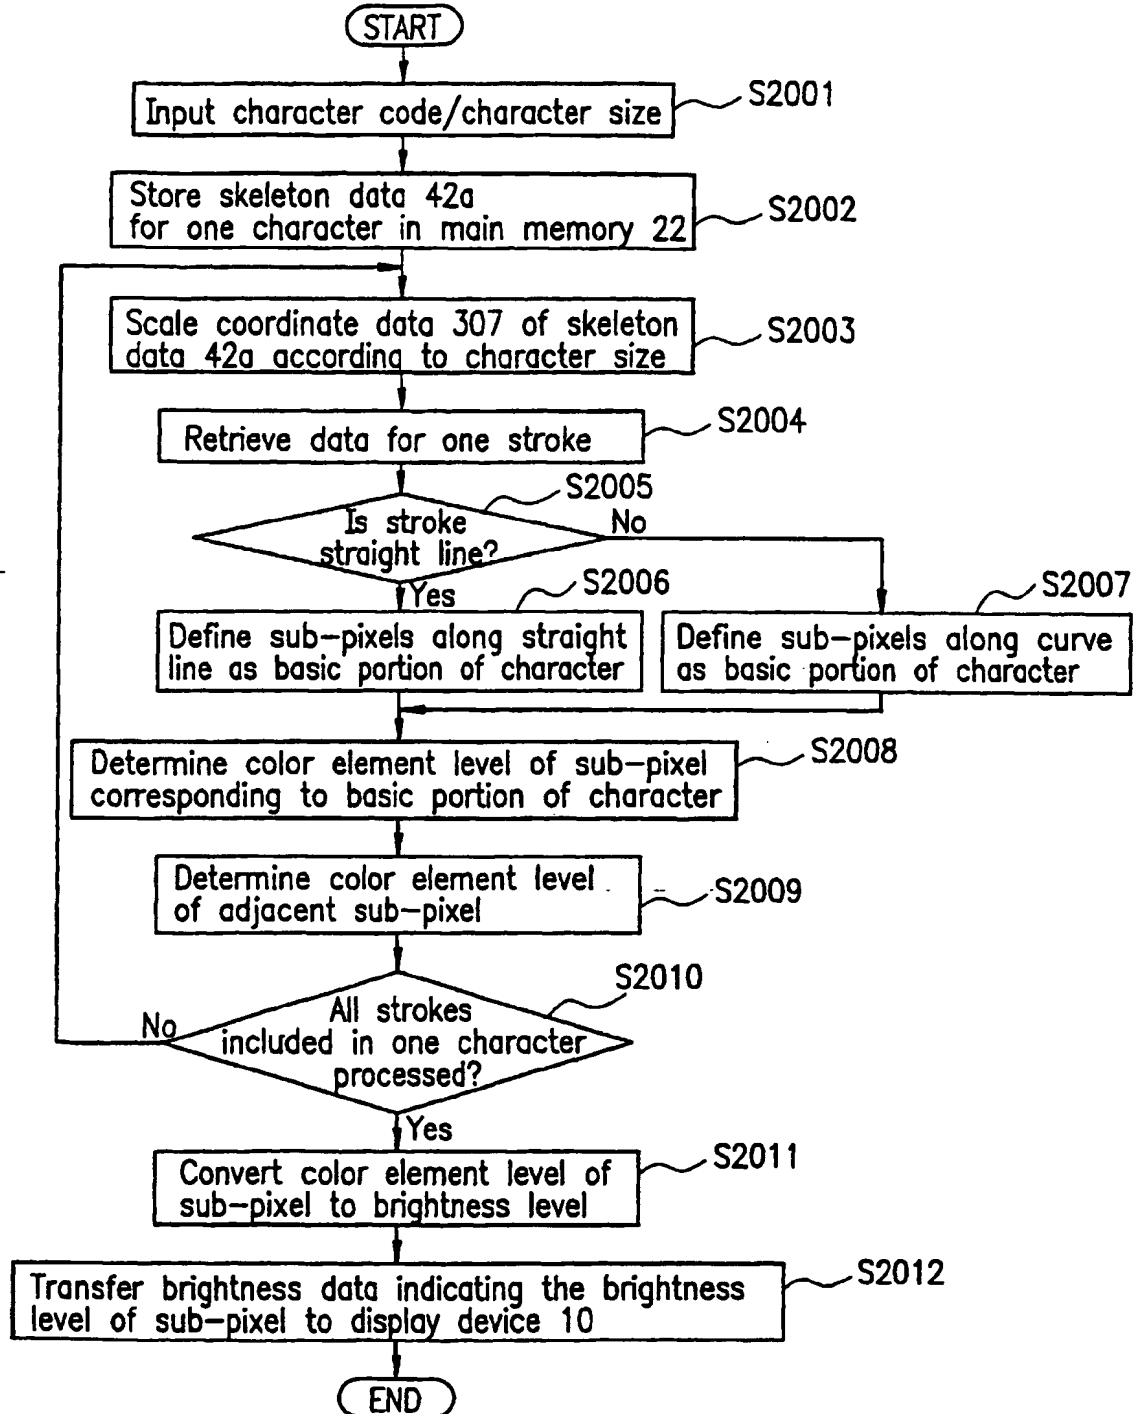 START
Input character code/character size
S2001
Store skeleton data 42a
for one character in main memory 22
S2002
Scale coordinate data 307 of skeleton
data 42a according to character size
S2003
Retrieve data for one stroke
S2004
Is stroke
straight line?
S2005
No
Yes
S2006
S2007
Define sub-pixels along straight
line as basic portion of character
Define sub-pixels along curve
as basic portion of character
Determine color element level of sub-pixel
corresponding to basic portion of character
S2008
Determine color element level
of adjacent sub-pixel
S2009
All strokes
included in one character
processed?
S2010
No
Yes
Convert color element level of
sub-pixel to brightness level
S2011
Transfer brightness data indicating the brightness
level of sub-pixel to display device 10
S2012
END